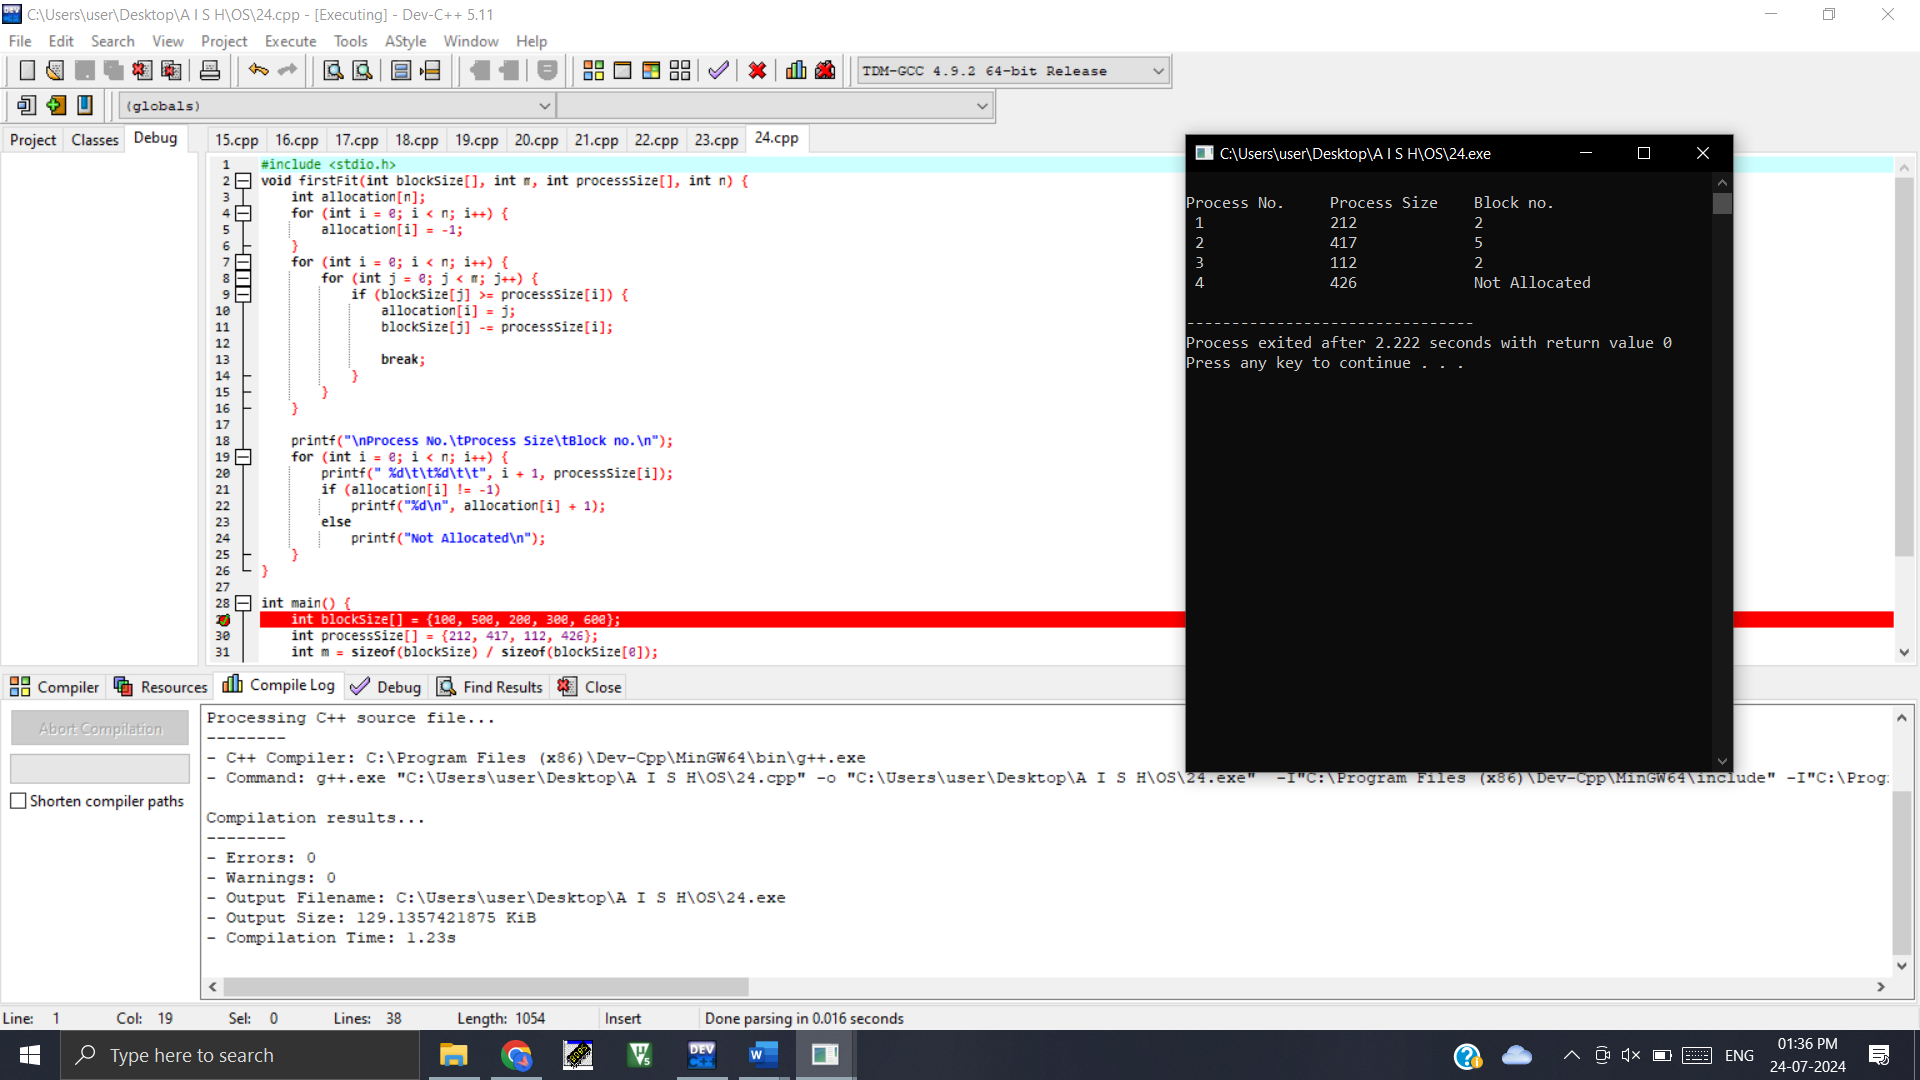 C:\Users\user\Desktop\A I S H\OS\24.cpp - [Executing] - Dev-C++ 5.11
File Edit Search View Project Execute Tools AStyle Window Help
TDM-GCC 4.9.2 64-bit Release
(globals)
Project Classes Debug
15.cpp 16.cpp 17.cpp 18.cpp 19.cpp 20.cpp 21.cpp 22.cpp 23.cpp 24.cpp
1 #include <stdio.h>
2 void firstFit(int blockSize[], int m, int processSize[], int n) {
3 int allocation[n];
4 for (int i = 0; i < n; i++) {
5 allocation[i] = -1;
6 }
7 for (int i = 0; i < n; i++) {
8 for (int j = 0; j < m; j++) {
9 if (blockSize[j] >= processSize[i]) {
10 allocation[i] = j;
11 blockSize[j] -= processSize[i];
12
13 break;
14 }
15 }
16 }
17
18 printf("\nProcess No.\tProcess Size\tBlock no.\n");
19 for (int i = 0; i < n; i++) {
20 printf(" %d\t\t%d\t\t", i + 1, processSize[i]);
21 if (allocation[i] != -1)
22 printf("%d\n", allocation[i] + 1);
23 else
24 printf("Not Allocated\n");
25 }
26 }
27
28 int main() {
int blockSize[] = {100, 500, 200, 300, 600};
30 int processSize[] = {212, 417, 112, 426};
31 int m = sizeof(blockSize) / sizeof(blockSize[0]);
C:\Users\user\Desktop\A I S H\OS\24.exe
Process No. Process Size Block no.
1 212 2
2 417 5
3 112 2
4 426 Not Allocated
--------------------------------
Process exited after 2.222 seconds with return value 0
Press any key to continue . . .
Compiler Resources Compile Log Debug Find Results Close
Abort Compilation
Shorten compiler paths
Processing C++ source file...
--------
- C++ Compiler: C:\Program Files (x86)\Dev-Cpp\MinGW64\bin\g++.exe
- Command: g++.exe "C:\Users\user\Desktop\A I S H\OS\24.cpp" -o "C:\Users\user\Desktop\A I S H\OS\24.exe" -I"C:\Program Files (x86)\Dev-Cpp\MinGW64\include" -I"C:\Prog
Compilation results...
--------
- Errors: 0
- Warnings: 0
- Output Filename: C:\Users\user\Desktop\A I S H\OS\24.exe
- Output Size: 129.1357421875 KiB
- Compilation Time: 1.23s
Line: 1 Col: 19 Sel: 0 Lines: 38 Length: 1054 Insert Done parsing in 0.016 seconds
Type here to search
ENG
01:36 PM
24-07-2024